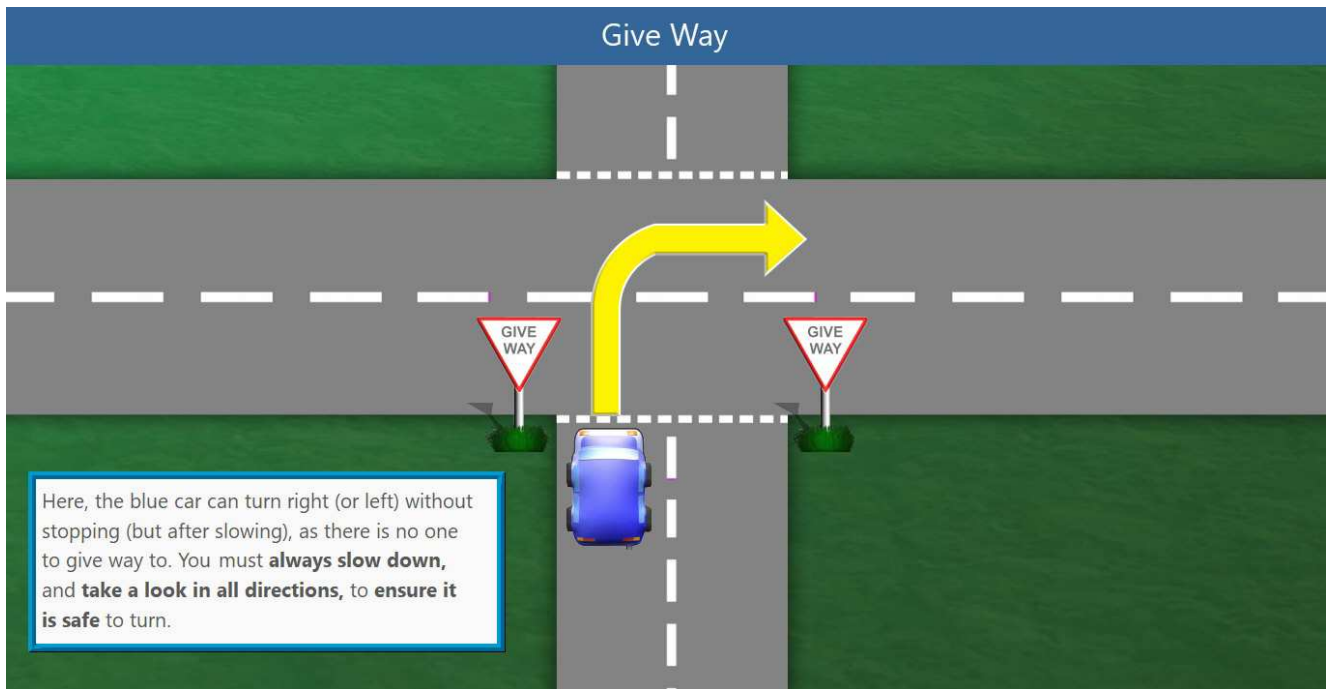 Give Way
GIVE
WAY
GIVE
WAY
Here, the blue car can turn right (or left) without
stopping (but after slowing), as there is no one
to give way to. You must always slow down,
and take a look in all directions, to ensure it
is safe to turn.